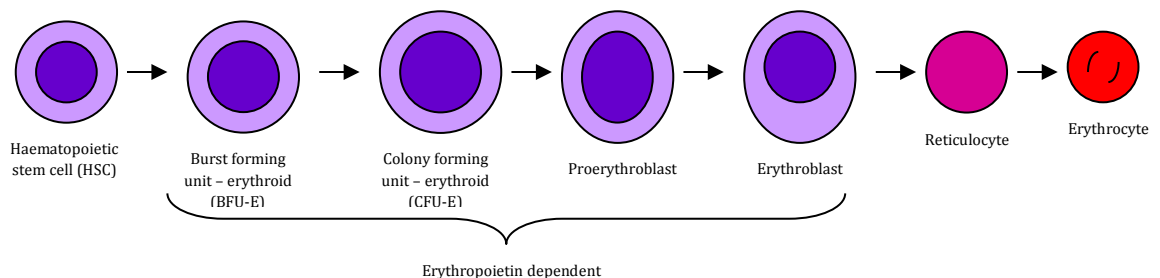 Haematopoietic
stem cell (HSC)
Burst forming
unit – erythroid
(BFU-E)
Colony forming
unit – erythroid
(CFU-E)
Proerythroblast
Erythroblast
Reticulocyte
Erythrocyte
Erythropoietin dependent